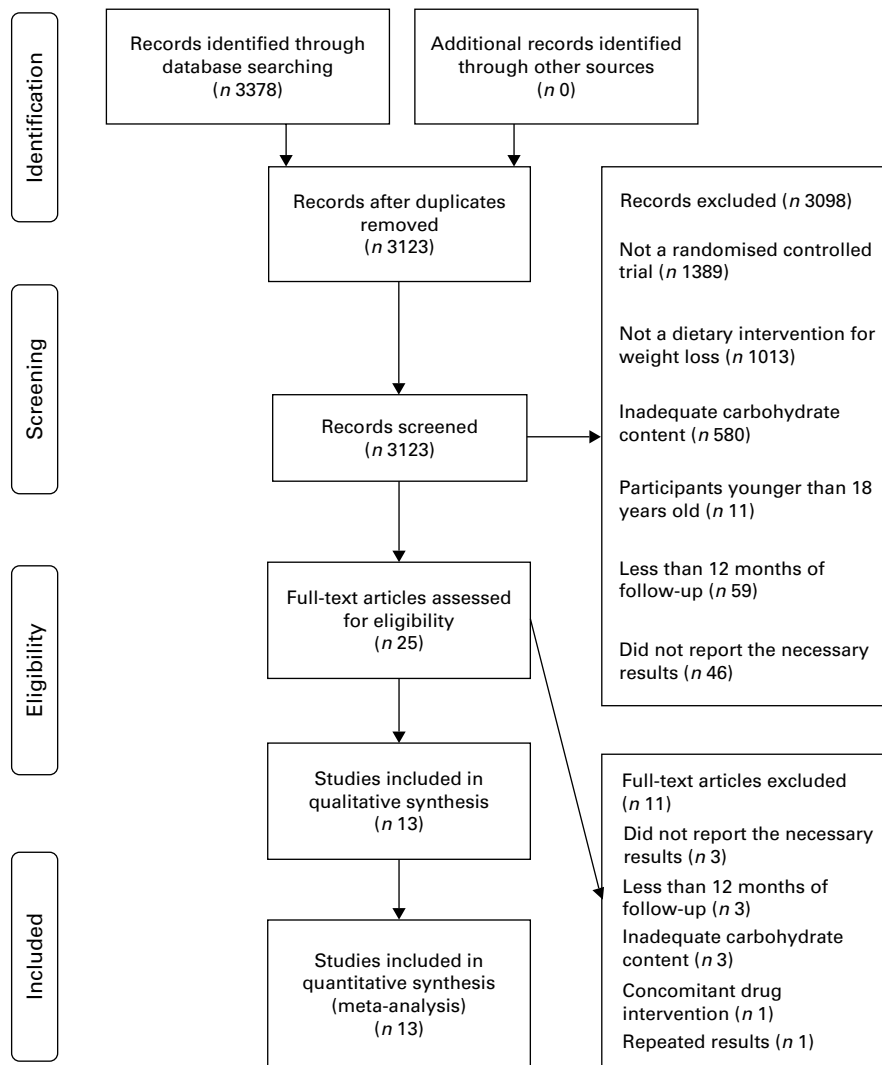 Identification
Records identified through
database searching
(n 3378)
Additional records identified
through other sources
(n 0)
Records after duplicates
removed
(n 3123)
Screening
Records screened
(n 3123)
Records excluded (n 3098)
Not a randomised controlled
trial (n 1389)
Not a dietary intervention for
weight loss (n 1013)
Inadequate carbohydrate
content (n 580)
Participants younger than 18
years old (n 11)
Less than 12 months of
follow-up (n 59)
Did not report the necessary
results (n 46)
Eligibility
Full-text articles assessed
for eligibility
(n 25)
Studies included in
qualitative synthesis
(n 13)
Full-text articles excluded
(n 11)
Did not report the necessary
results (n 3)
Less than 12 months of
follow-up (n 3)
Inadequate carbohydrate
content (n 3)
Concomitant drug
intervention (n 1)
Repeated results (n 1)
Included
Studies included in
quantitative synthesis
(meta-analysis)
(n 13)